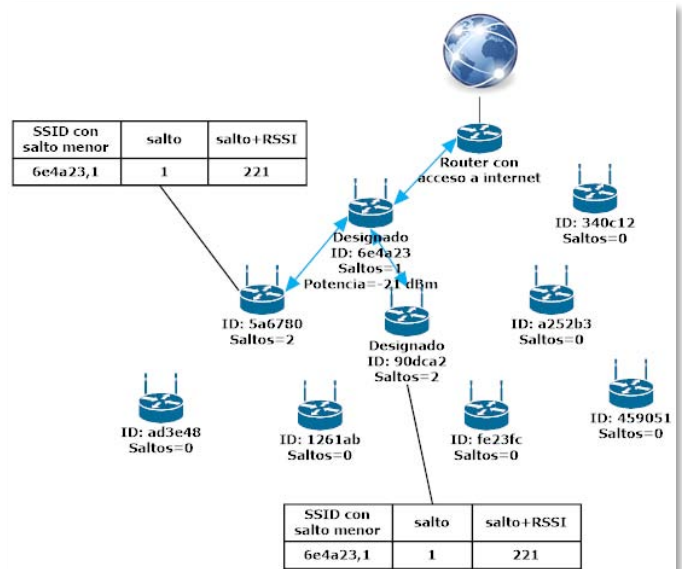 SSID con
salto menor
salto
salto+RSSI
6e4a23,1
1
221
Router con
acceso a internet
ID: 340c12
Saltos=0
Designado
ID: 6e4a23
Saltos=1
Potencia=-21 dBm
ID: 5a6780
Saltos=2
Designado
ID: 90dca2
Saltos=2
ID: a252b3
Saltos=0
ID: ad3e48
Saltos=0
ID: 1261ab
Saltos=0
ID: fe23fc
Saltos=0
ID: 459051
Saltos=0
SSID con
salto menor
salto
salto+RSSI
6e4a23,1
1
221